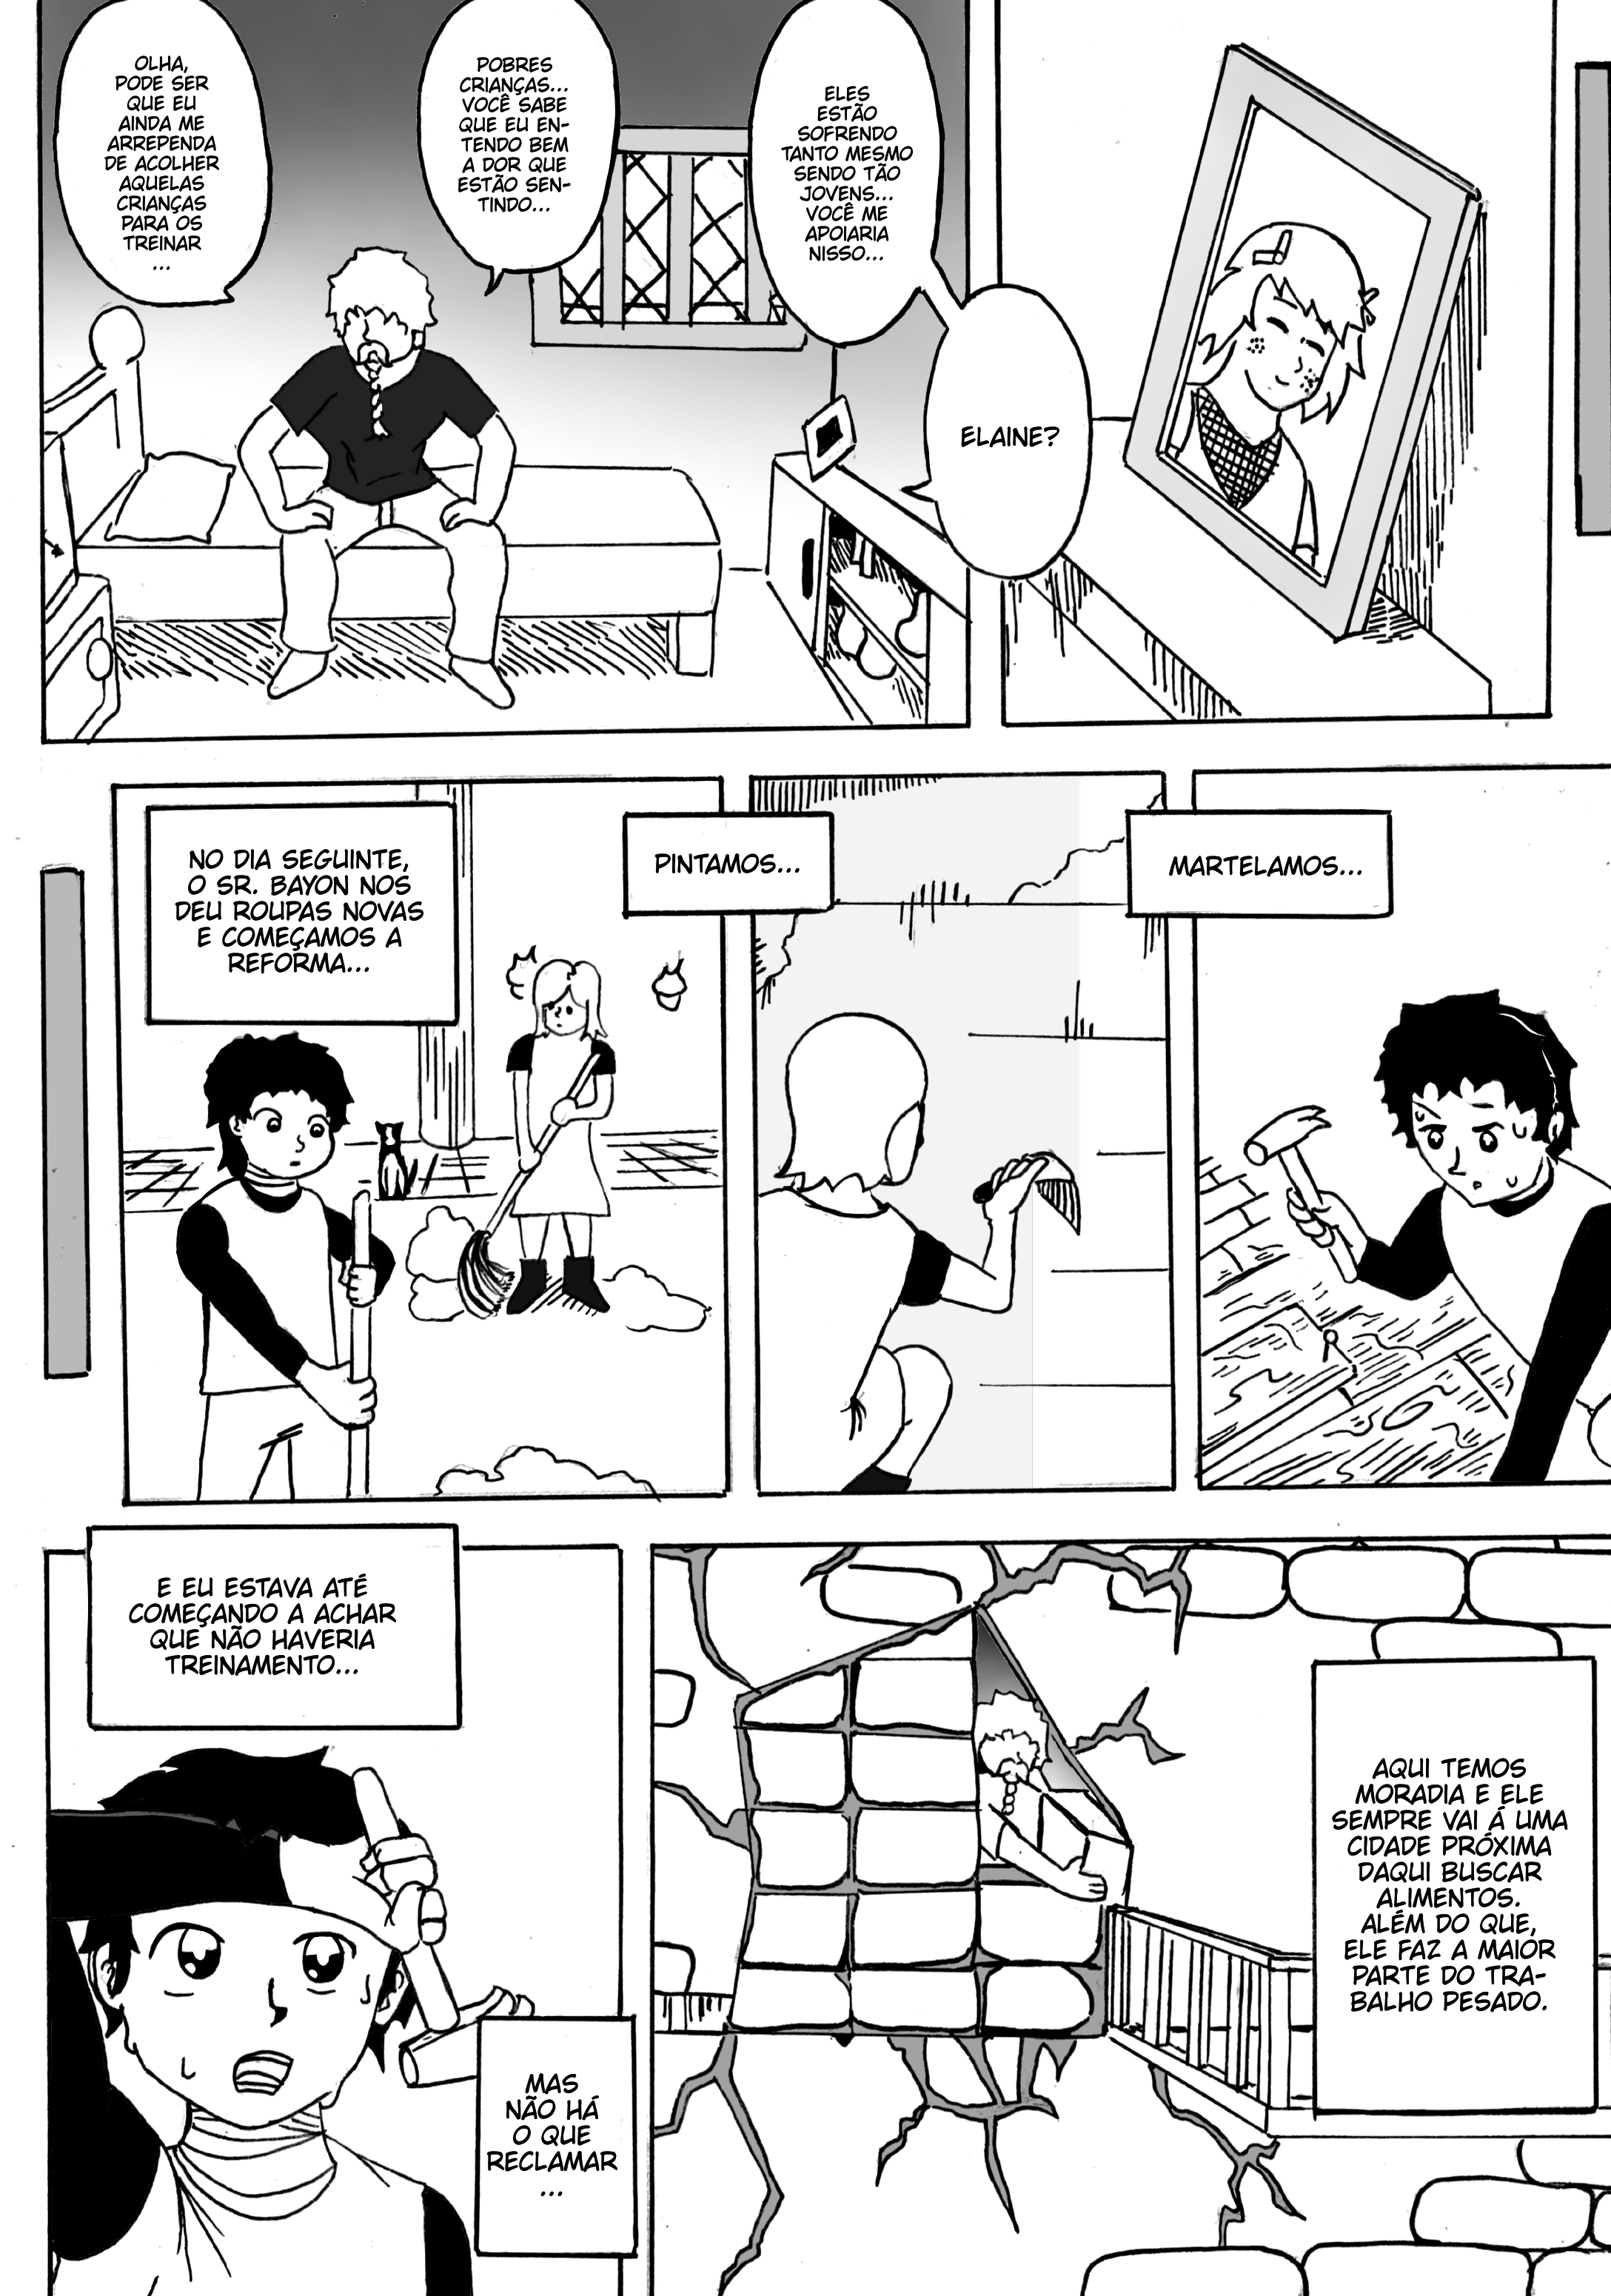 OLHA,
PODE SER
QUE EU
AINDA ME
ARREPENDA
DE ACOLHER
AQUELAS
CRIANÇAS
PARA OS
TREINAR
...
POBRES
CRIANÇAS...
VOCÊ SABE
QUE EU EN-
TENDO BEM
A DOR QUE
ESTÃO SEN-
TINDO...
ELES
ESTÃO
SOFRENDO
TANTO MESMO
SENDO TÃO
JOVENS...
VOCÊ ME
APOIARIA
NISSO...
ELAINE?
NO DIA SEGUINTE,
O SR. BAYON NOS
DEU ROUPAS NOVAS
E COMEÇAMOS A
REFORMA...
PINTAMOS...
MARTELAMOS...
E EU ESTAVA ATÉ
COMEÇANDO A ACHAR
QUE NÃO HAVERIA
TREINAMENTO...
MAS
NÃO HÁ
O QUE
RECLAMAR
...
AQUI TEMOS
MORADIA E ELE
SEMPRE VAI Á UMA
CIDADE PRÓXIMA
DAQUI BUSCAR
ALIMENTOS.
ALÉM DO QUE,
ELE FAZ A MAIOR
PARTE DO TRA-
BALHO PESADO.